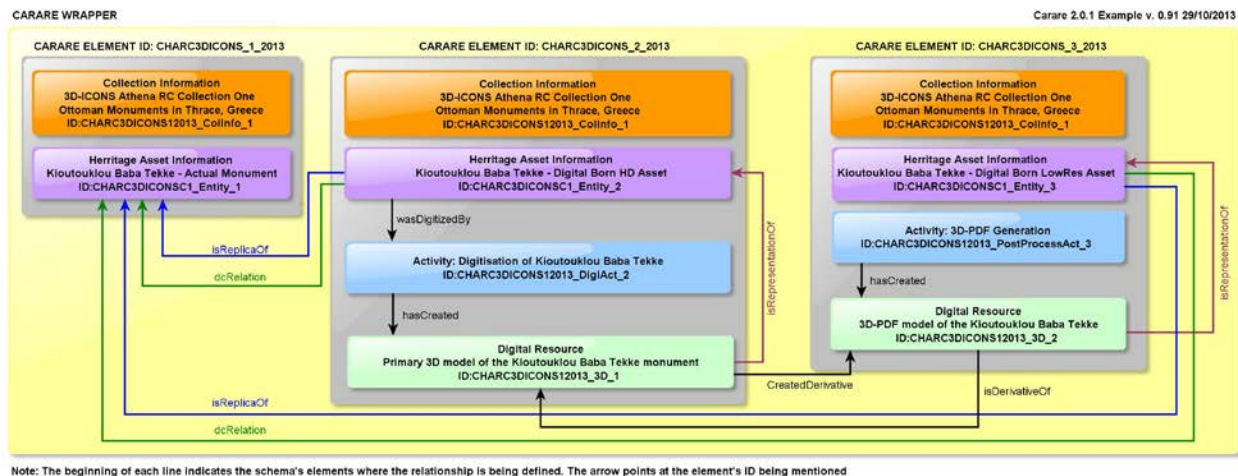 CARARE WRAPPER
Carare 2.0.1 Example v. 0.91 29/10/2013
CARARE ELEMENT ID: CHARC3DICONS_1_2013
Collection Information
3D-ICONS Athena RC Collection One
Ottoman Monuments in Thrace, Greece
ID:CHARC3DICONS12013_ColInfo_1
Herritage Asset Information
Kioutouklou Baba Tekke - Actual Monument
ID:CHARC3DICONSC1_Entity_1
isReplicaOf
dcRelation
isReplicaOf
dcRelation
CARARE ELEMENT ID: CHARC3DICONS_2_2013
Collection Information
3D-ICONS Athena RC Collection One
Ottoman Monuments in Thrace, Greece
ID:CHARC3DICONS12013_ColInfo_1
Herritage Asset Information
Kioutouklou Baba Tekke - Digital Born HD Asset
ID:CHARC3DICONSC1_Entity_2
wasDigitizedBy
Activity: Digitisation of Kioutouklou Baba Tekke
ID:CHARC3DICONS12013_DigiAct_2
hasCreated
Digital Resource
Primary 3D model of the Kioutouklou Baba Tekke monument
ID:CHARC3DICONS12013_3D_1
isRepresentationOf
CreatedDerivative
CARARE ELEMENT ID: CHARC3DICONS_3_2013
Collection Information
3D-ICONS Athena RC Collection One
Ottoman Monuments in Thrace, Greece
ID:CHARC3DICONS12013_ColInfo_1
Herritage Asset Information
Kioutouklou Baba Tekke - Digital Born LowRes Asset
ID:CHARC3DICONSC1_Entity_3
Activity: 3D-PDF Generation
ID:CHARC3DICONS12013_PostProcessAct_3
hasCreated
Digital Resource
3D-PDF model of the Kioutouklou Baba Tekke
ID:CHARC3DICONS12013_3D_2
isDerivativeOf
isRepresentationOf
Note: The beginning of each line indicates the schema's elements where the relationship is being defined. The arrow points at the element's ID being mentioned